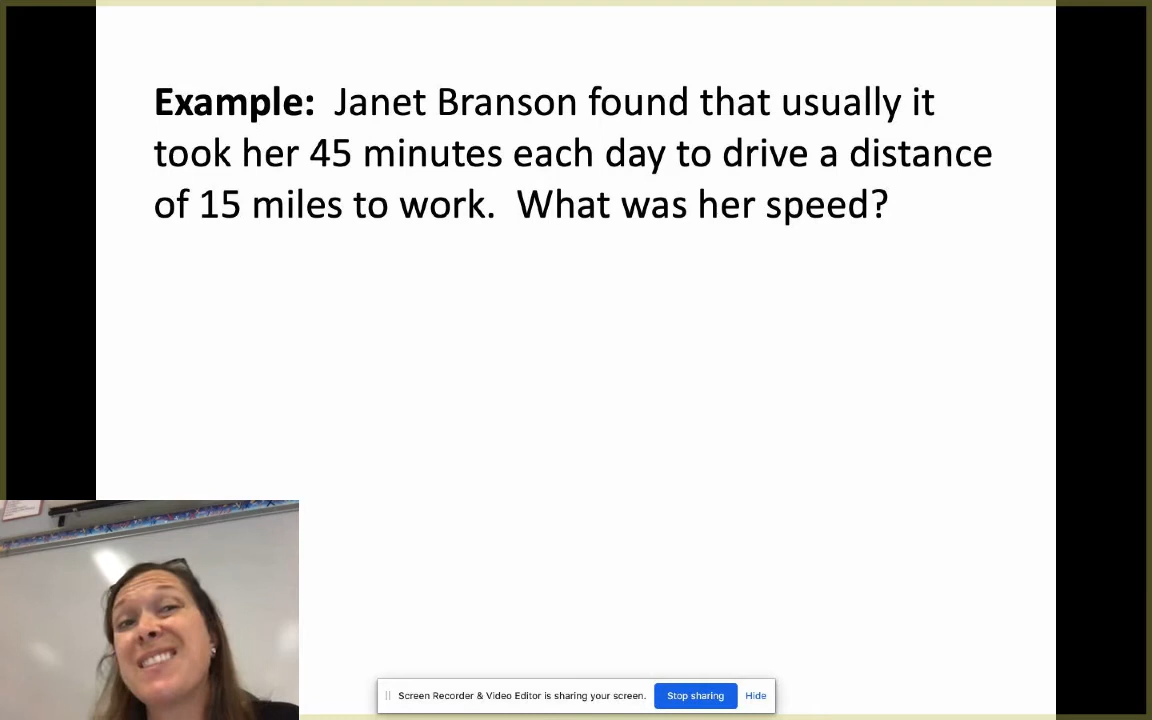 Example: Janet Branson found that usually it
took her 45 minutes each day to drive a distance
of 15 miles to work. What was her speed?
Screen Recorder & Video Editor is sharing your screen. Stop sharing Hide